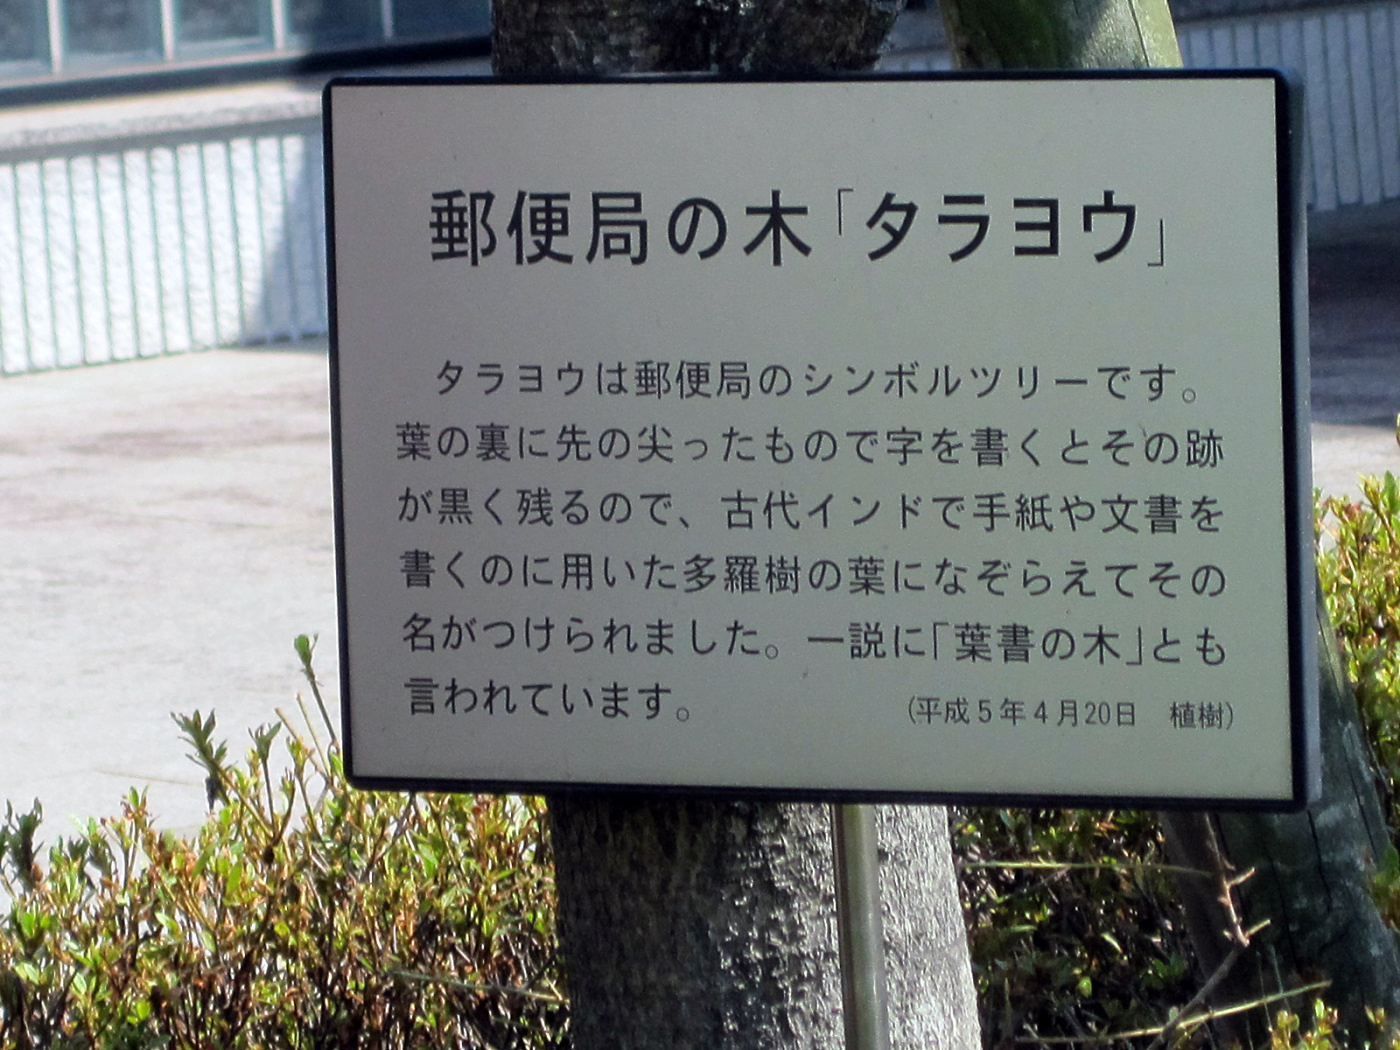 郵便局の木「タラヨウ」
タラヨウは郵便局のシンボルツリーです。
葉の裏に先の尖ったもので字を書くとその跡
が黒く残るので、古代インドで手紙や文書を
書くのに用いた多羅樹の葉になぞらえてその
名がつけられました。一説に「葉書の木」とも
言われています。 (平成5年4月20日 植樹)